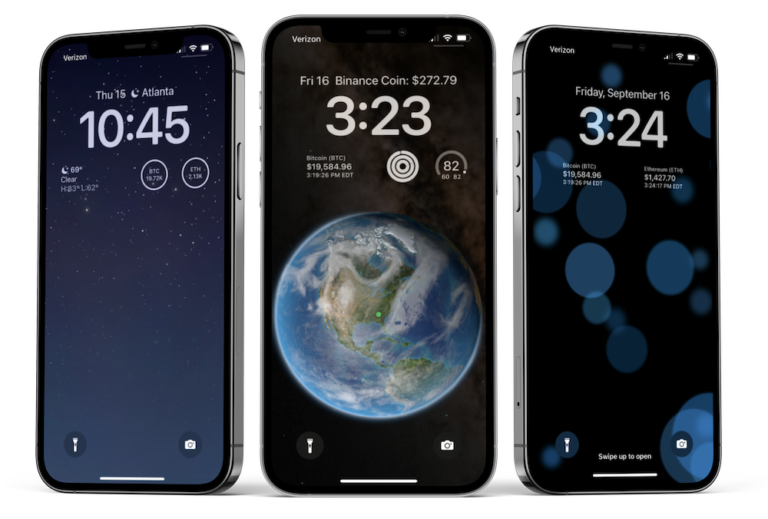 Verizon
Thu 15 Atlanta
10:45
69°
Clear
H:83° L:62°
BTC
19.72K
ETH
Verizon
Fri 16 Binance Coin: $272.79
3:23
Bitcoin (BTC)
$19,584.96
3:19:26 PM EDT
82
60 82
Verizon
Friday, September 16
3:24
Bitcoin (BTC)
$19,584.96
3:19:26 PM EDT
Ethereum (ETH)
$1,427.70
3:24:17 PM EDT
Swipe up to open